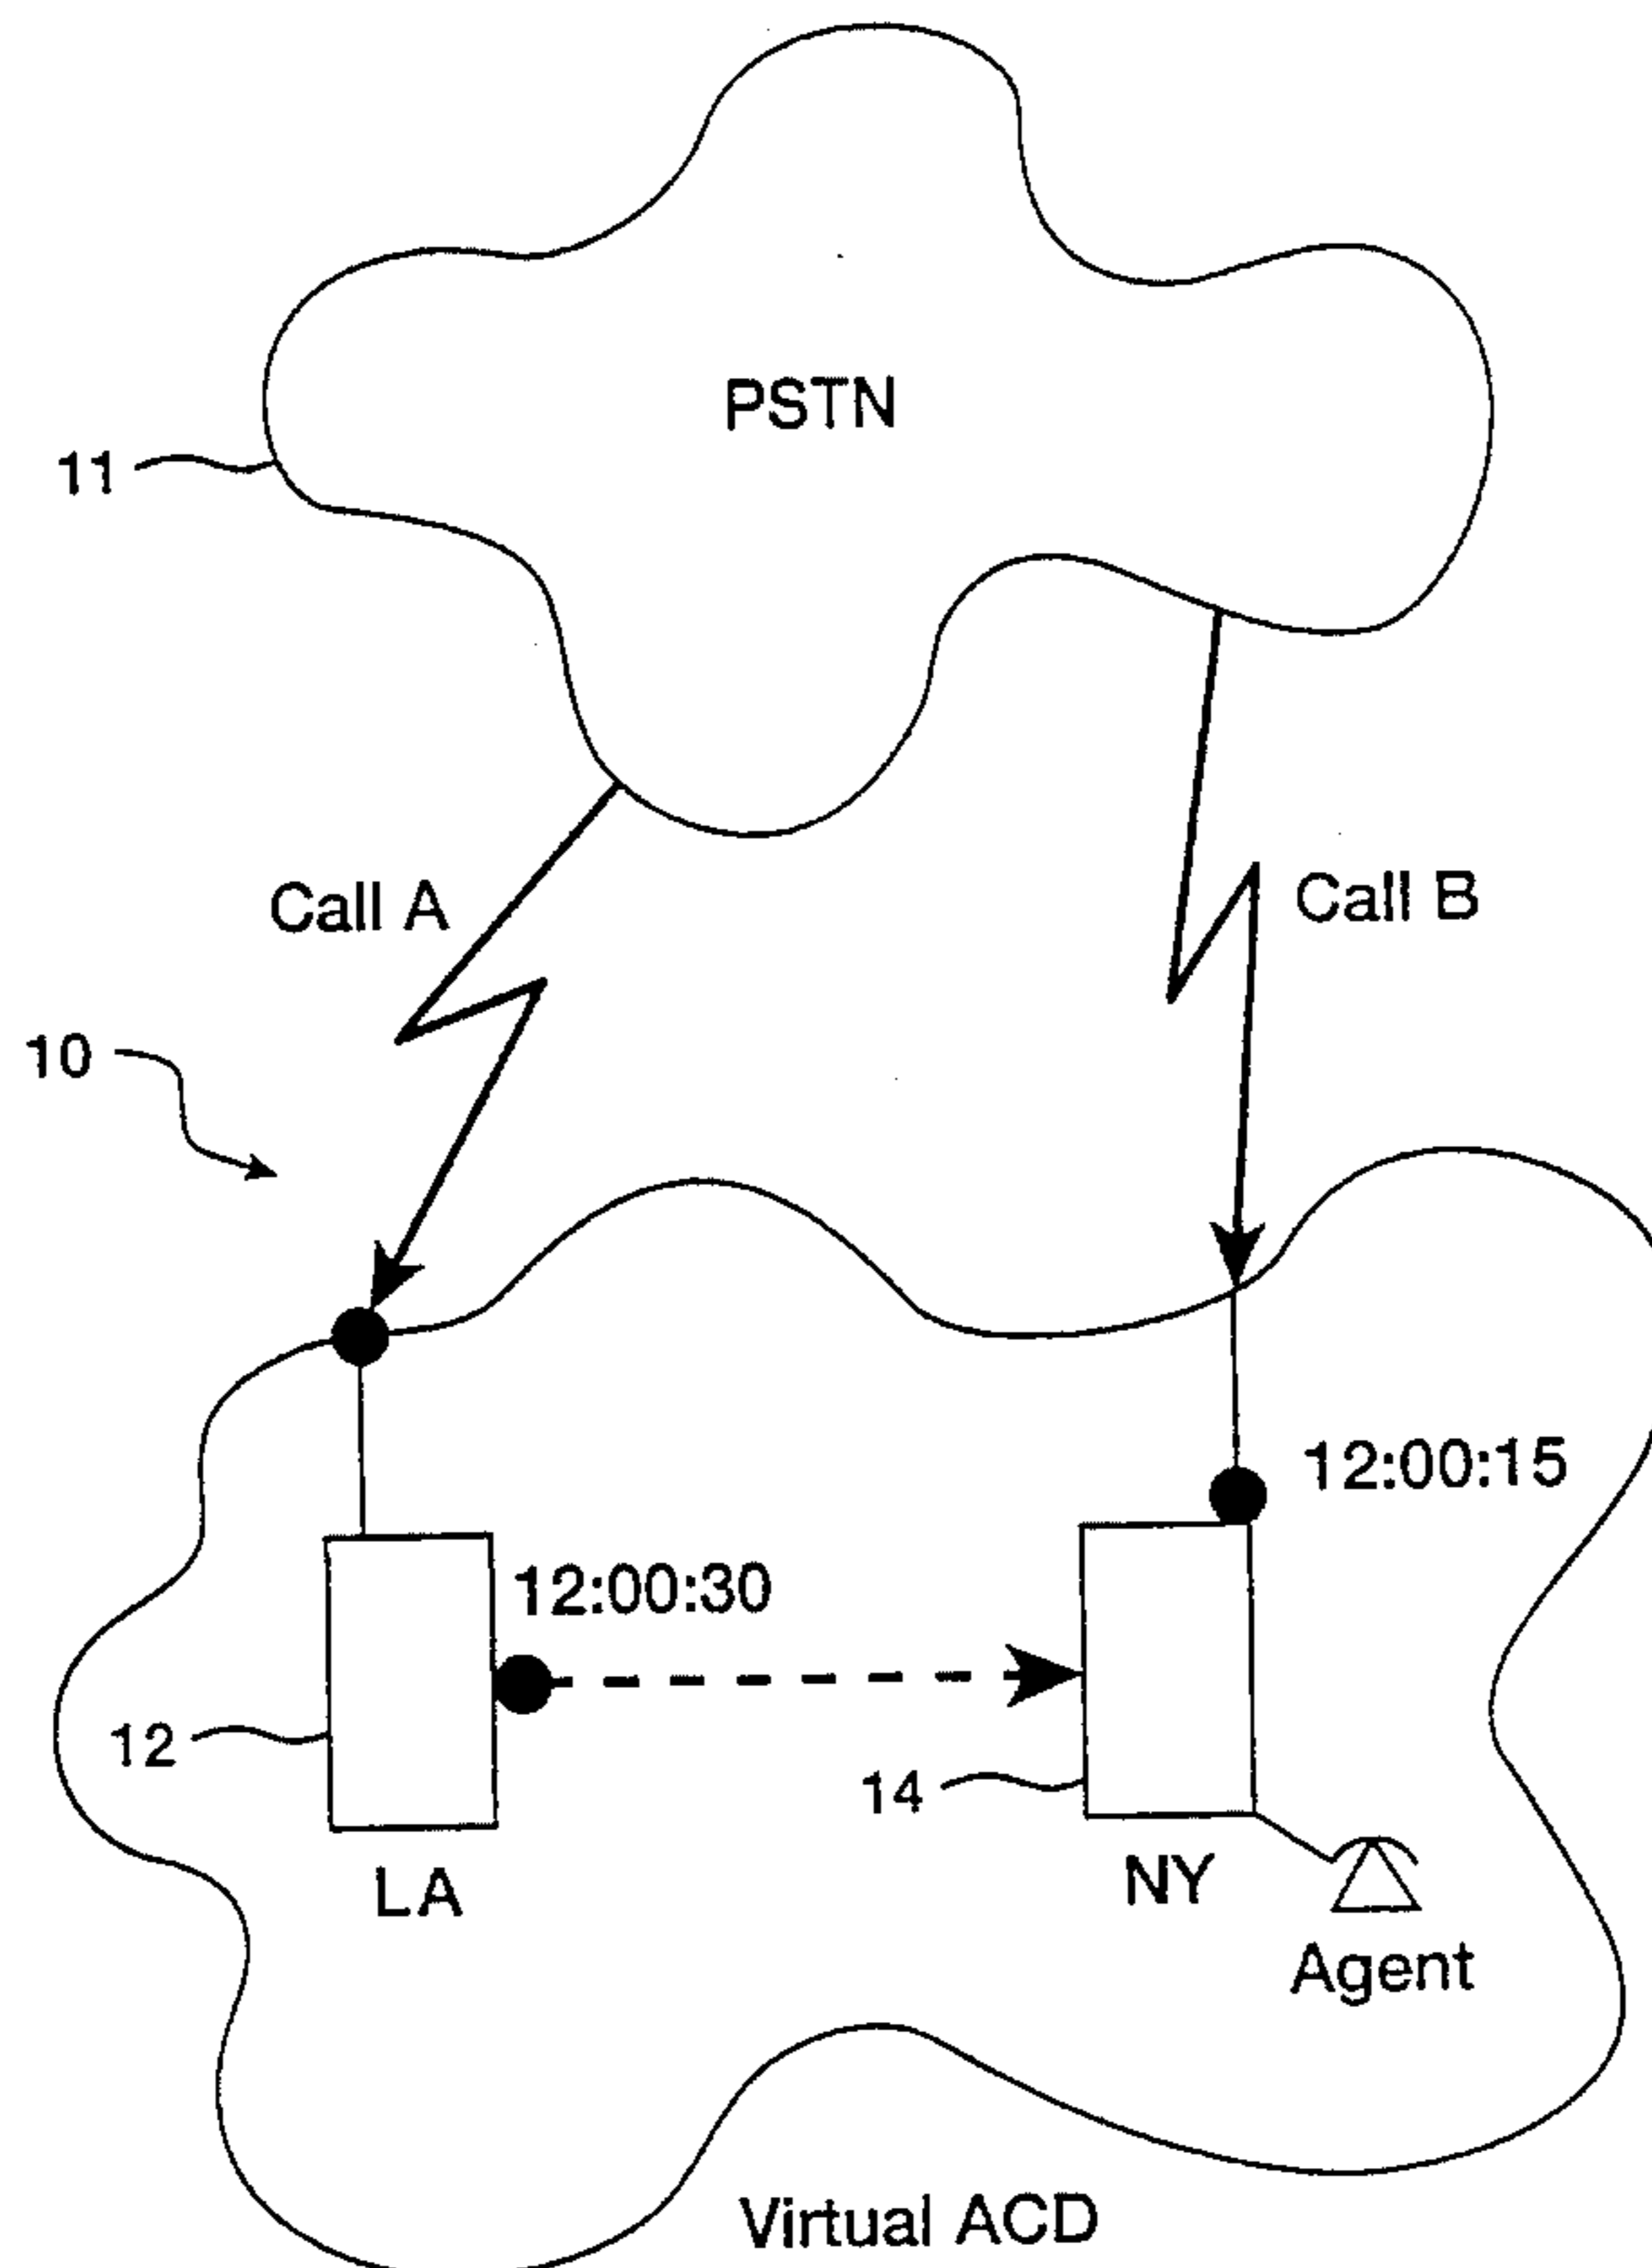 PSTN
11
Call A
Call B
10
12:00:15
12:00:30
12
14
LA
NY
Agent
Virtual ACD